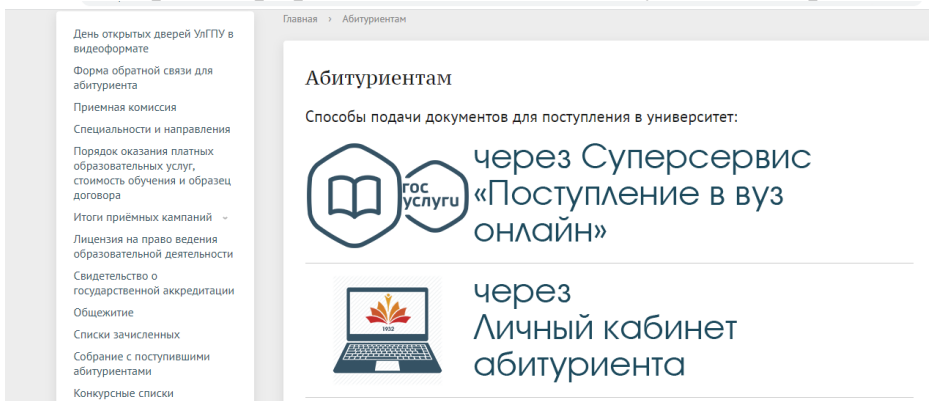 Главная › Абитуриентам
День открытых дверей УлГПУ в
видеоформате
Форма обратной связи для
абитуриента
Приемная комиссия
Специальности и направления
Порядок оказания платных
образовательных услуг,
стоимость обучения и образец
договора
Итоги приёмных кампаний
Лицензия на право ведения
образовательной деятельности
Свидетельство о
государственной аккредитации
Общежитие
Списки зачисленных
Собрание с поступившими
абитуриентами
Конкурсные списки
Абитуриентам
Способы подачи документов для поступления в университет:
гос
услуги
через Суперсервис
«Поступление в вуз
онлайн»
1932
через
Личный кабинет
абитуриента